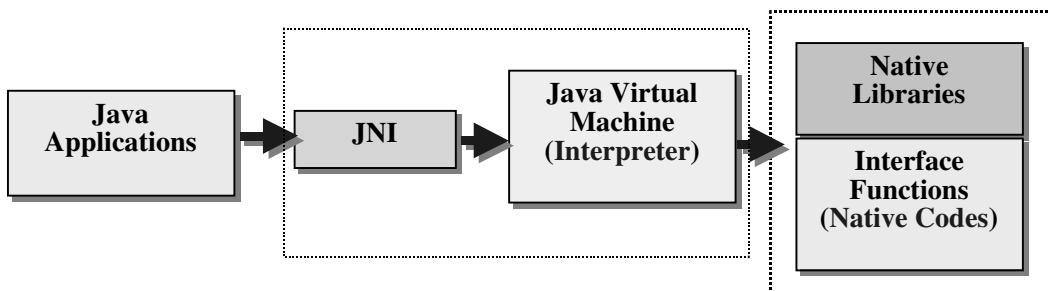 Java
Applications
JNI
Java Virtual
Machine
(Interpreter)
Native
Libraries
Interface
Functions
(Native Codes)